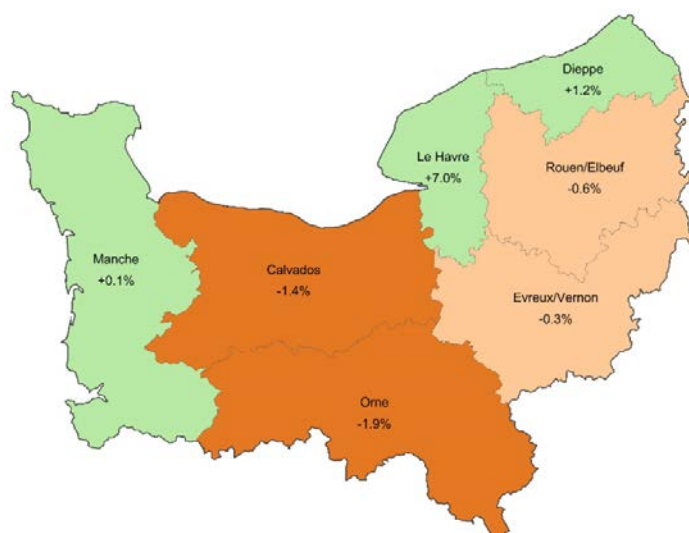 Dieppe
+1.2%
Le Havre
+7.0%
Rouen/Elbeuf
-0.6%
Manche
+0.1%
Calvados
-1.4%
Evreux/Vernon
-0.3%
Orne
-1.9%